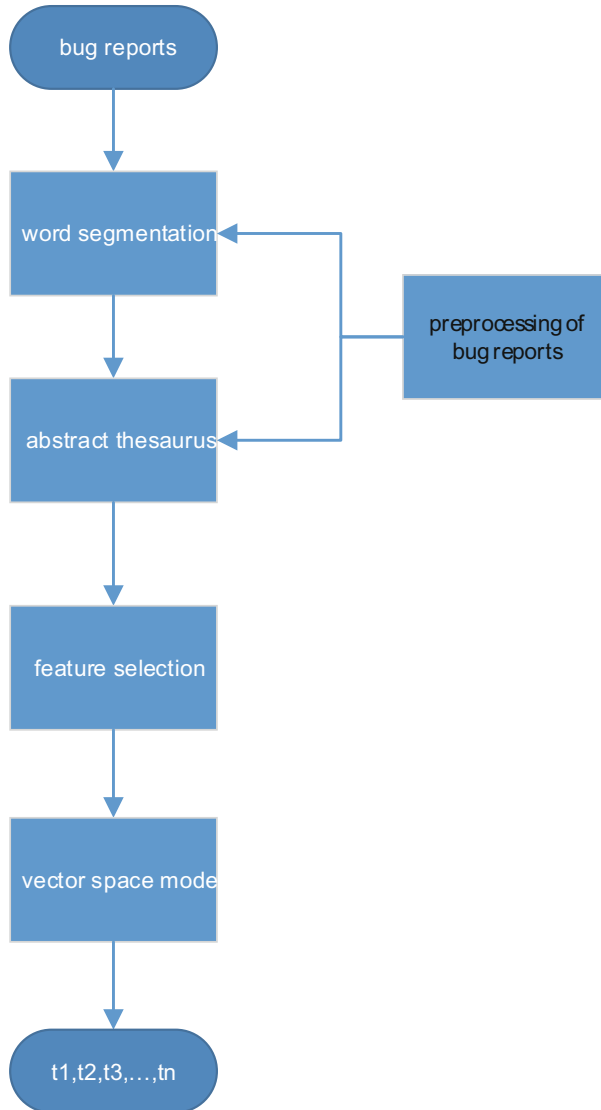 bug reports
word segmentation
preprocessing of
bug reports
abstract thesaurus
feature selection
vector space mode
t1,t2,t3,...,tn